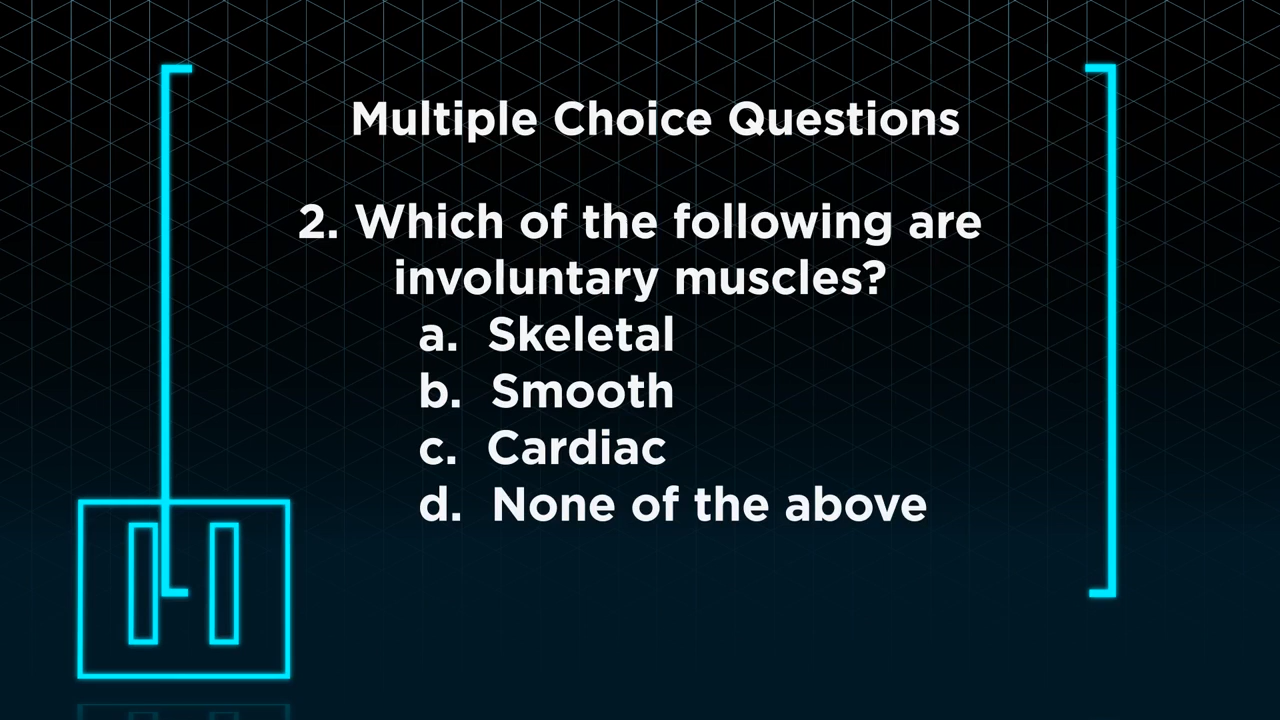 Multiple Choice Questions
2. Which of the following are
involuntary muscles?
a. Skeletal
b. Smooth
c. Cardiac
d. None of the above